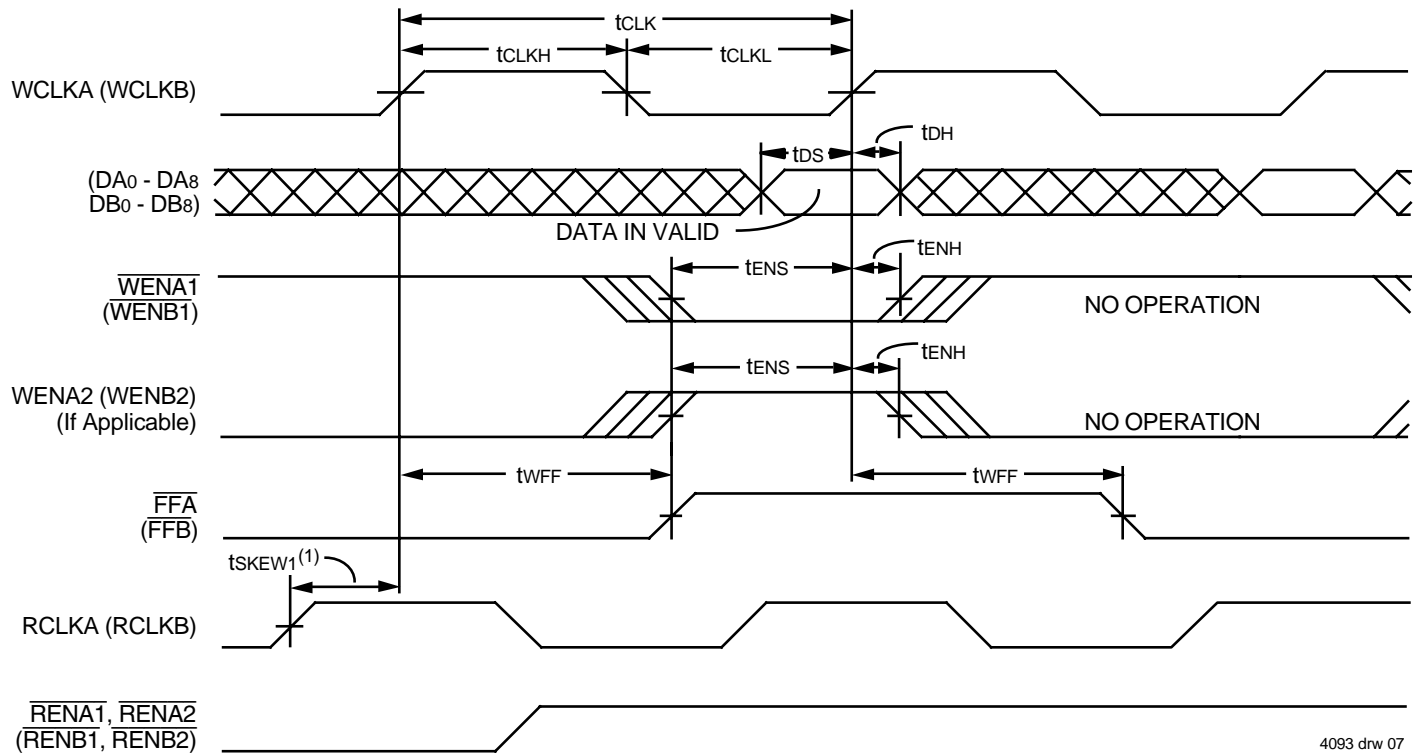 tCLK
tCLKH
tCLKL
WCLKA (WCLKB)
tDH
tDS
(DA0 - DA8
DB0 - DB8)
DATA IN VALID
tENH
tENS
WENA1
(WENB1)
NO OPERATION
tENH
tENS
WENA2 (WENB2)
(If Applicable)
NO OPERATION
tWFF
tWFF
FFA
(FFB)
tSKEW1(1)
RCLKA (RCLKB)
RENA1, RENA2
(RENB1, RENB2)
4093 drw 07